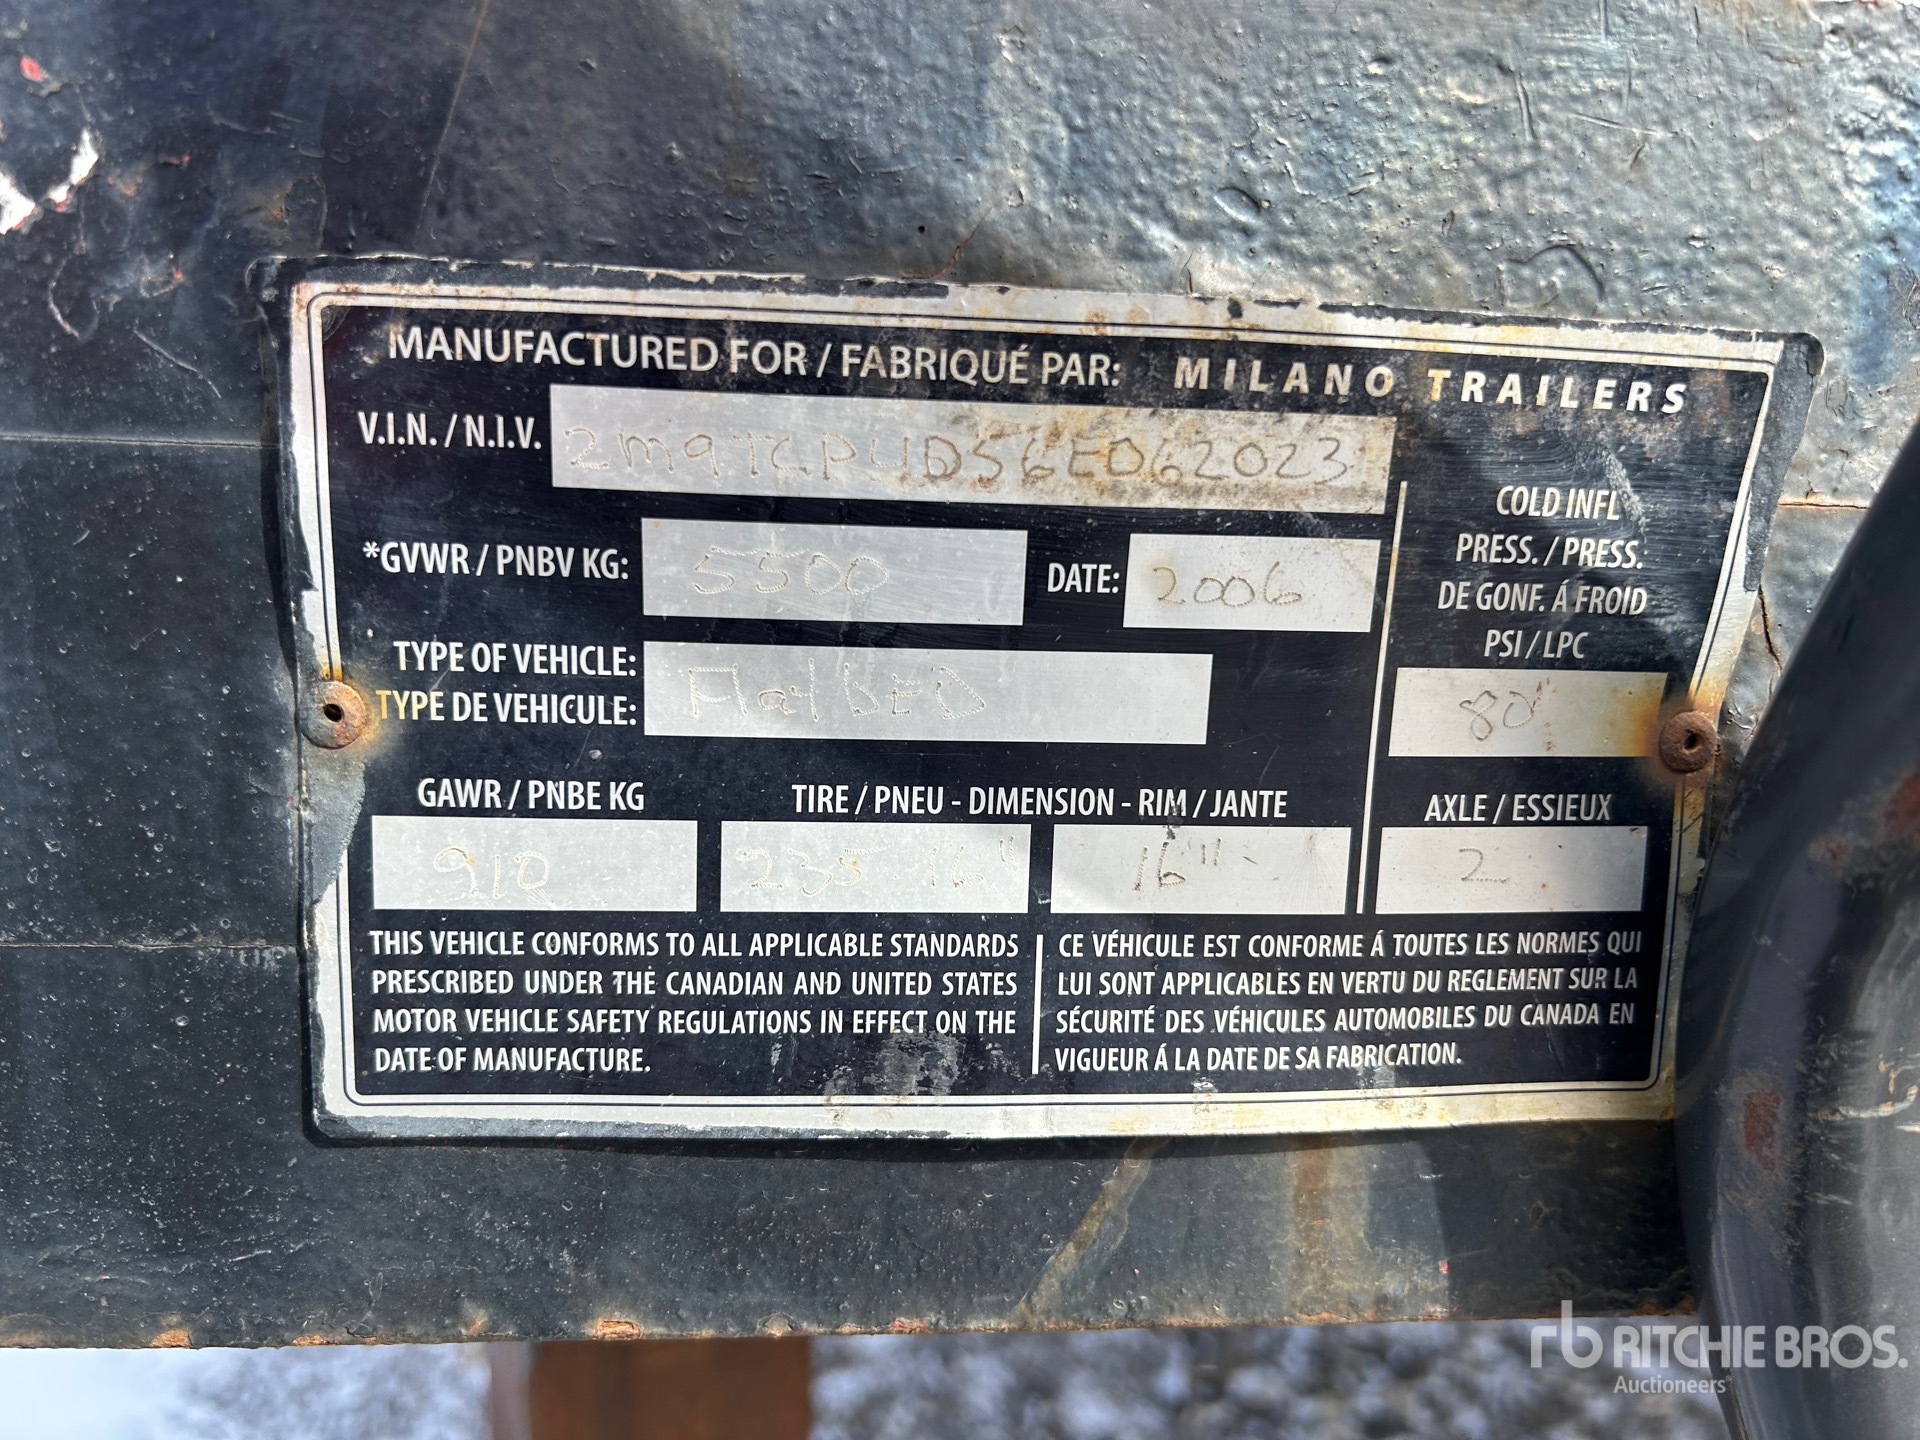 MANUFACTURED FOR / FABRIQUÉ PAR: MILANO TRAILERS
V.I.N. / N.I.V. 2M9TGP4D56E062023
*GVWR / PNBV KG: 5500 DATE: 2006
COLD INFL
PRESS. / PRESS.
DE GONF. Á FROID
PSI / LPC
80
TYPE OF VEHICLE:
TYPE DE VEHICULE: FlatbED
GAWR / PNBE KG TIRE / PNEU - DIMENSION - RIM / JANTE AXLE / ESSIEUX
235 16" 16" 2
THIS VEHICLE CONFORMS TO ALL APPLICABLE STANDARDS
PRESCRIBED UNDER THE CANADIAN AND UNITED STATES
MOTOR VEHICLE SAFETY REGULATIONS IN EFFECT ON THE
DATE OF MANUFACTURE.
CE VÉHICULE EST CONFORME Á TOUTES LES NORMES QUI
LUI SONT APPLICABLES EN VERTU DU REGLEMENT SUR LA
SÉCURITÉ DES VÉHICULES AUTOMOBILES DU CANADA EN
VIGUEUR Á LA DATE DE SA FABRICATION.
rb RITCHIE BROS.
Auctioneers